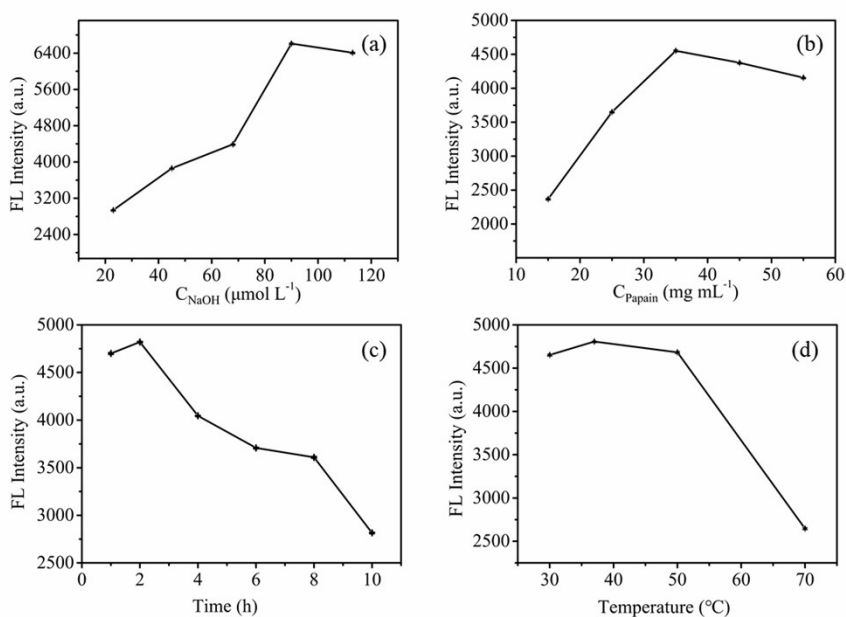 (a)
FL Intensity (a.u.)
6400
5600
4800
4000
3200
2400
20 40 60 80 100 120
C_NaOH (μmol L⁻¹)
(b)
FL Intensity (a.u.)
5000
4500
4000
3500
3000
2500
2000
10 20 30 40 50 60
C_Papain (mg mL⁻¹)
(c)
FL Intensity (a.u.)
5000
4500
4000
3500
3000
2500
0 2 4 6 8 10
Time (h)
(d)
FL Intensity (a.u.)
5000
4500
4000
3500
3000
2500
30 40 50 60 70
Temperature (℃)